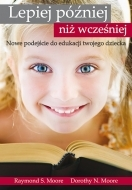 Lepiej później
niż wcześniej
Nowe podejście do edukacji twojego dziecka
Raymond S. Moore Dorothy N. Moore